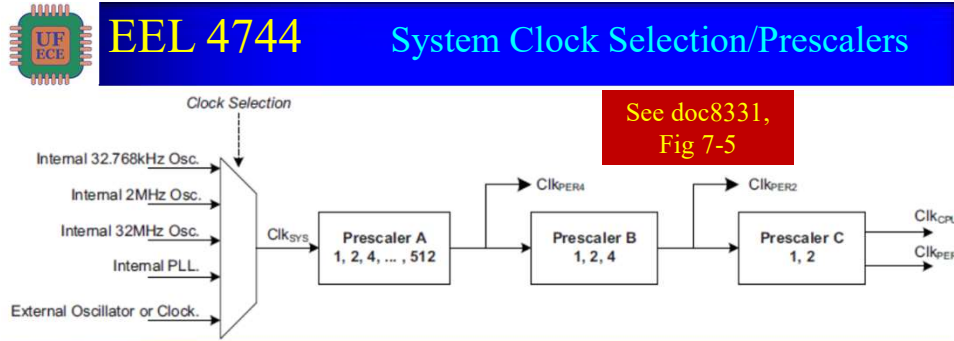 UF
ECE
EEL 4744
System Clock Selection/Prescalers
Clock Selection
See doc8331,
Fig 7-5
Internal 32.768kHz Osc.
Internal 2MHz Osc.
Internal 32MHz Osc.
Internal PLL.
External Oscillator or Clock.
ClkSYS
Prescaler A
1, 2, 4, ... , 512
ClkPER4
Prescaler B
1, 2, 4
ClkPER2
Prescaler C
1, 2
ClkCPU
ClkPER